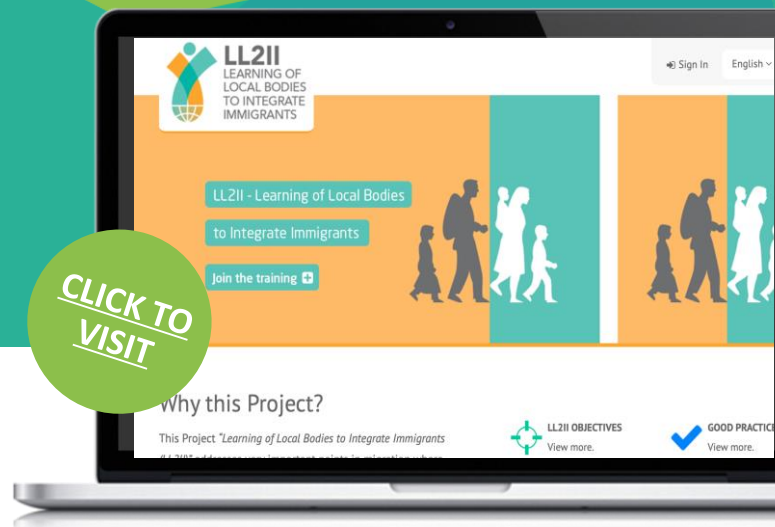 LL2II
LEARNING OF
LOCAL BODIES
TO INTEGRATE
IMMIGRANTS
Sign In English
LL2II - Learning of Local Bodies
to Integrate Immigrants
Join the training
CLICK TO
VISIT
Why this Project?
This Project "Learning of Local Bodies to Integrate Immigrants
LL2II OBJECTIVES
View more.
GOOD PRACTICE
View more.